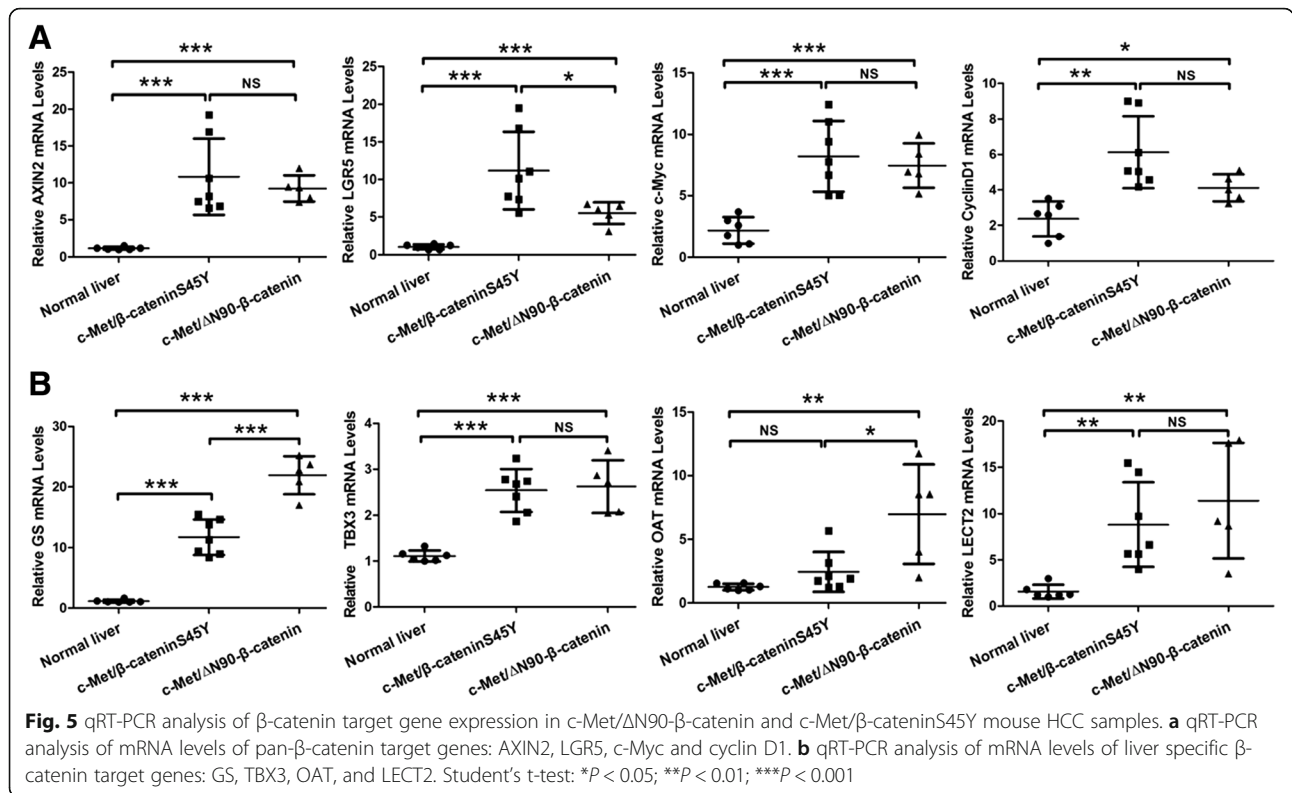 A
*** *** NS
Relative AXIN2 mRNA Levels
25
20
15
10
5
0
Normal liver
c-Met/β-cateninS45Y
c-Met/ΔN90-β-catenin
***
*** *
Relative LGR5 mRNA Levels
25
20
15
10
5
0
Normal liver
c-Met/β-cateninS45Y
c-Met/ΔN90-β-catenin
***
*** NS
Relative c-Myc mRNA Levels
15
10
5
0
Normal liver
c-Met/β-cateninS45Y
c-Met/ΔN90-β-catenin
*
** NS
Relative CyclinD1 mRNA Levels
10
8
6
4
2
0
Normal liver
c-Met/β-cateninS45Y
c-Met/ΔN90-β-catenin
B
***
***
***
Relative GS mRNA Levels
30
20
10
0
Normal liver
c-Met/β-cateninS45Y
c-Met/ΔN90-β-catenin
***
*** NS
Relative TBX3 mRNA Levels
4
3
2
1
0
Normal liver
c-Met/β-cateninS45Y
c-Met/ΔN90-β-catenin
**
NS *
Relative OAT mRNA Levels
15
10
5
0
Normal liver
c-Met/β-cateninS45Y
c-Met/ΔN90-β-catenin
**
** NS
Relative LECT2 mRNA Levels
20
15
10
5
0
Normal liver
c-Met/β-cateninS45Y
c-Met/ΔN90-β-catenin
Fig. 5 qRT-PCR analysis of β-catenin target gene expression in c-Met/ΔN90-β-catenin and c-Met/β-cateninS45Y mouse HCC samples. a qRT-PCR
analysis of mRNA levels of pan-β-catenin target genes: AXIN2, LGR5, c-Myc and cyclin D1. b qRT-PCR analysis of mRNA levels of liver specific β-
catenin target genes: GS, TBX3, OAT, and LECT2. Student's t-test: *P < 0.05; **P < 0.01; ***P < 0.001